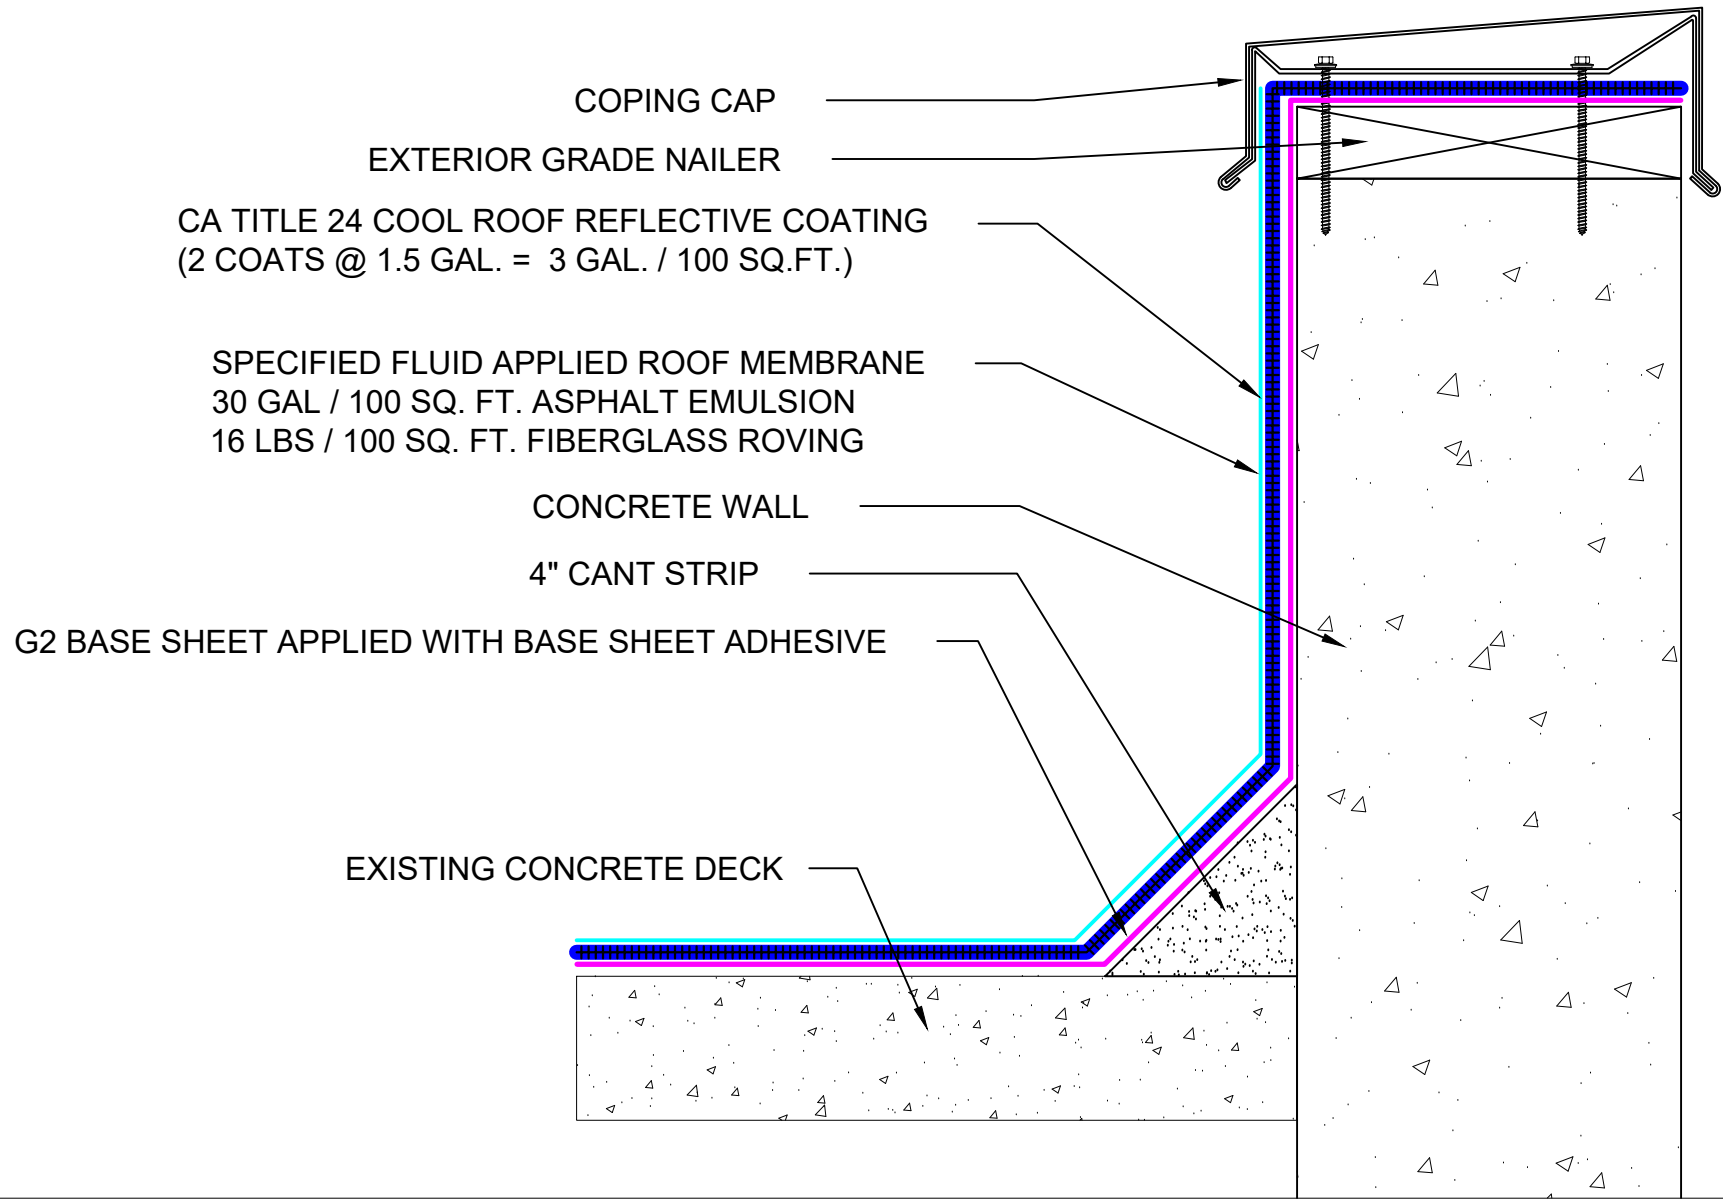 COPING CAP
EXTERIOR GRADE NAILER
CA TITLE 24 COOL ROOF REFLECTIVE COATING
(2 COATS @ 1.5 GAL. = 3 GAL. / 100 SQ.FT.)
SPECIFIED FLUID APPLIED ROOF MEMBRANE
30 GAL / 100 SQ. FT. ASPHALT EMULSION
16 LBS / 100 SQ. FT. FIBERGLASS ROVING
CONCRETE WALL
4" CANT STRIP
G2 BASE SHEET APPLIED WITH BASE SHEET ADHESIVE
EXISTING CONCRETE DECK